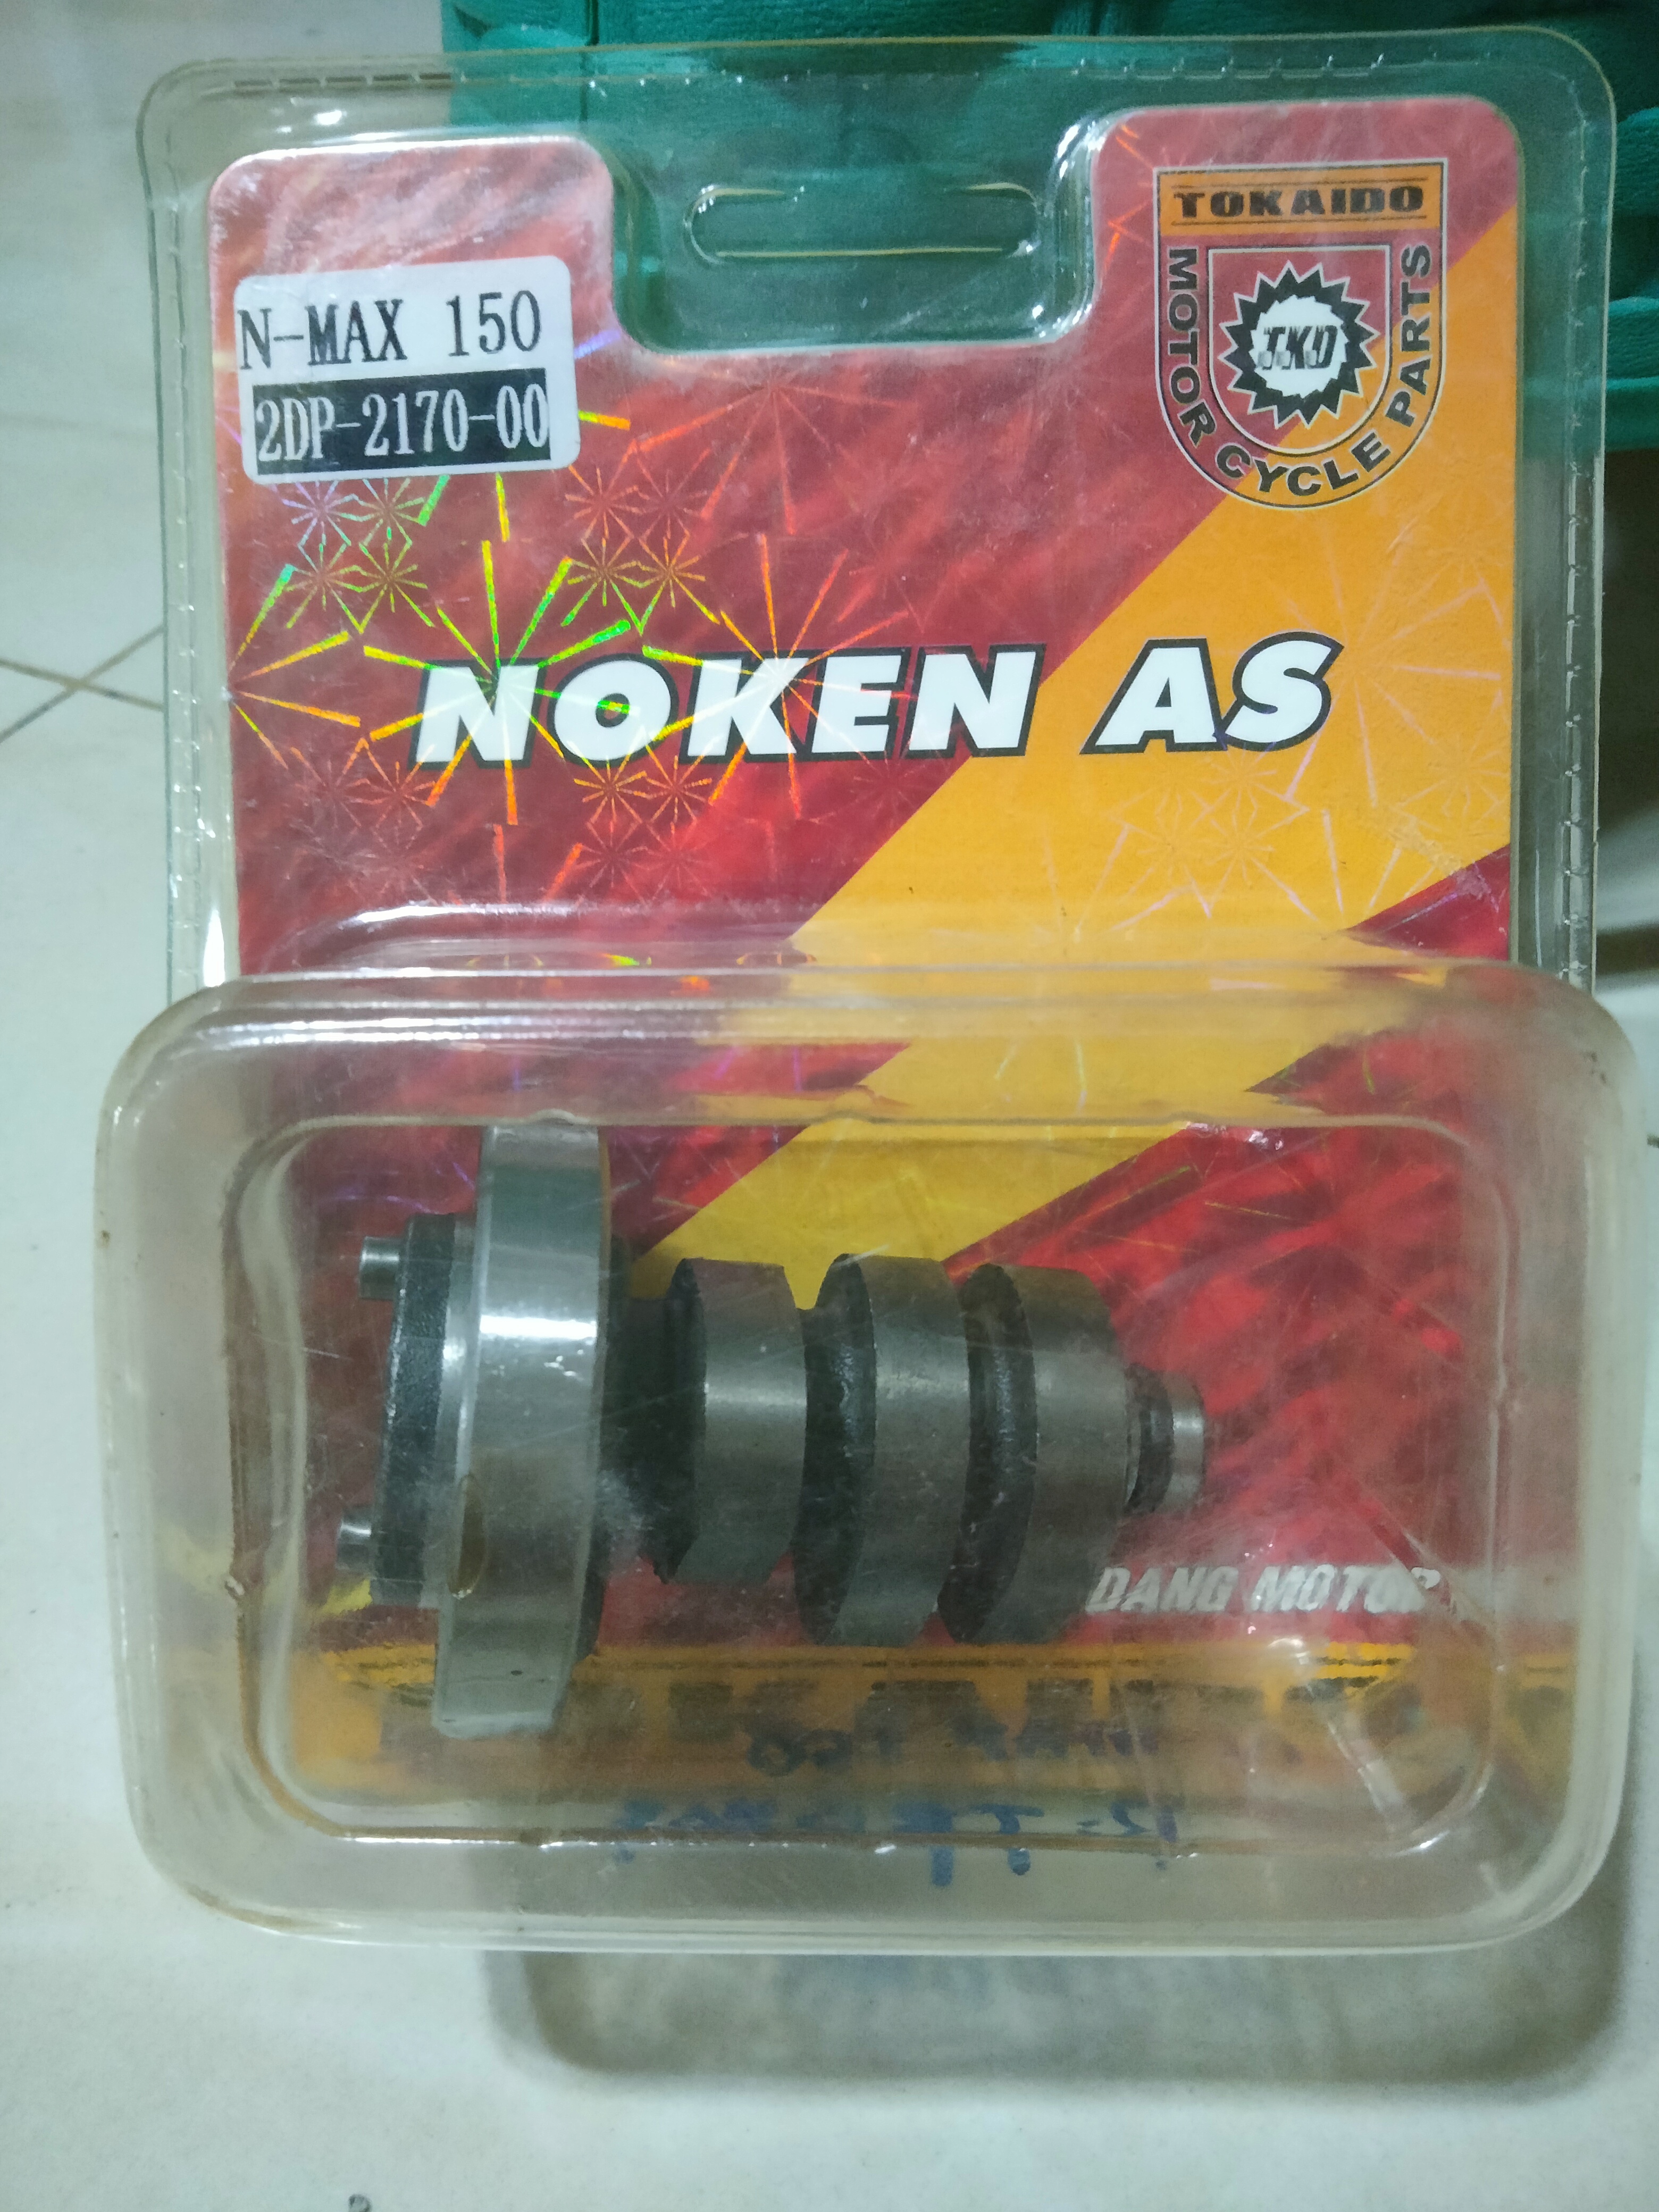 N-MAX 150
2DP-2170-00
TOKAIDO
MOTOR CYCLE PARTS
TKD
NOKEN AS
DANG MOTOR